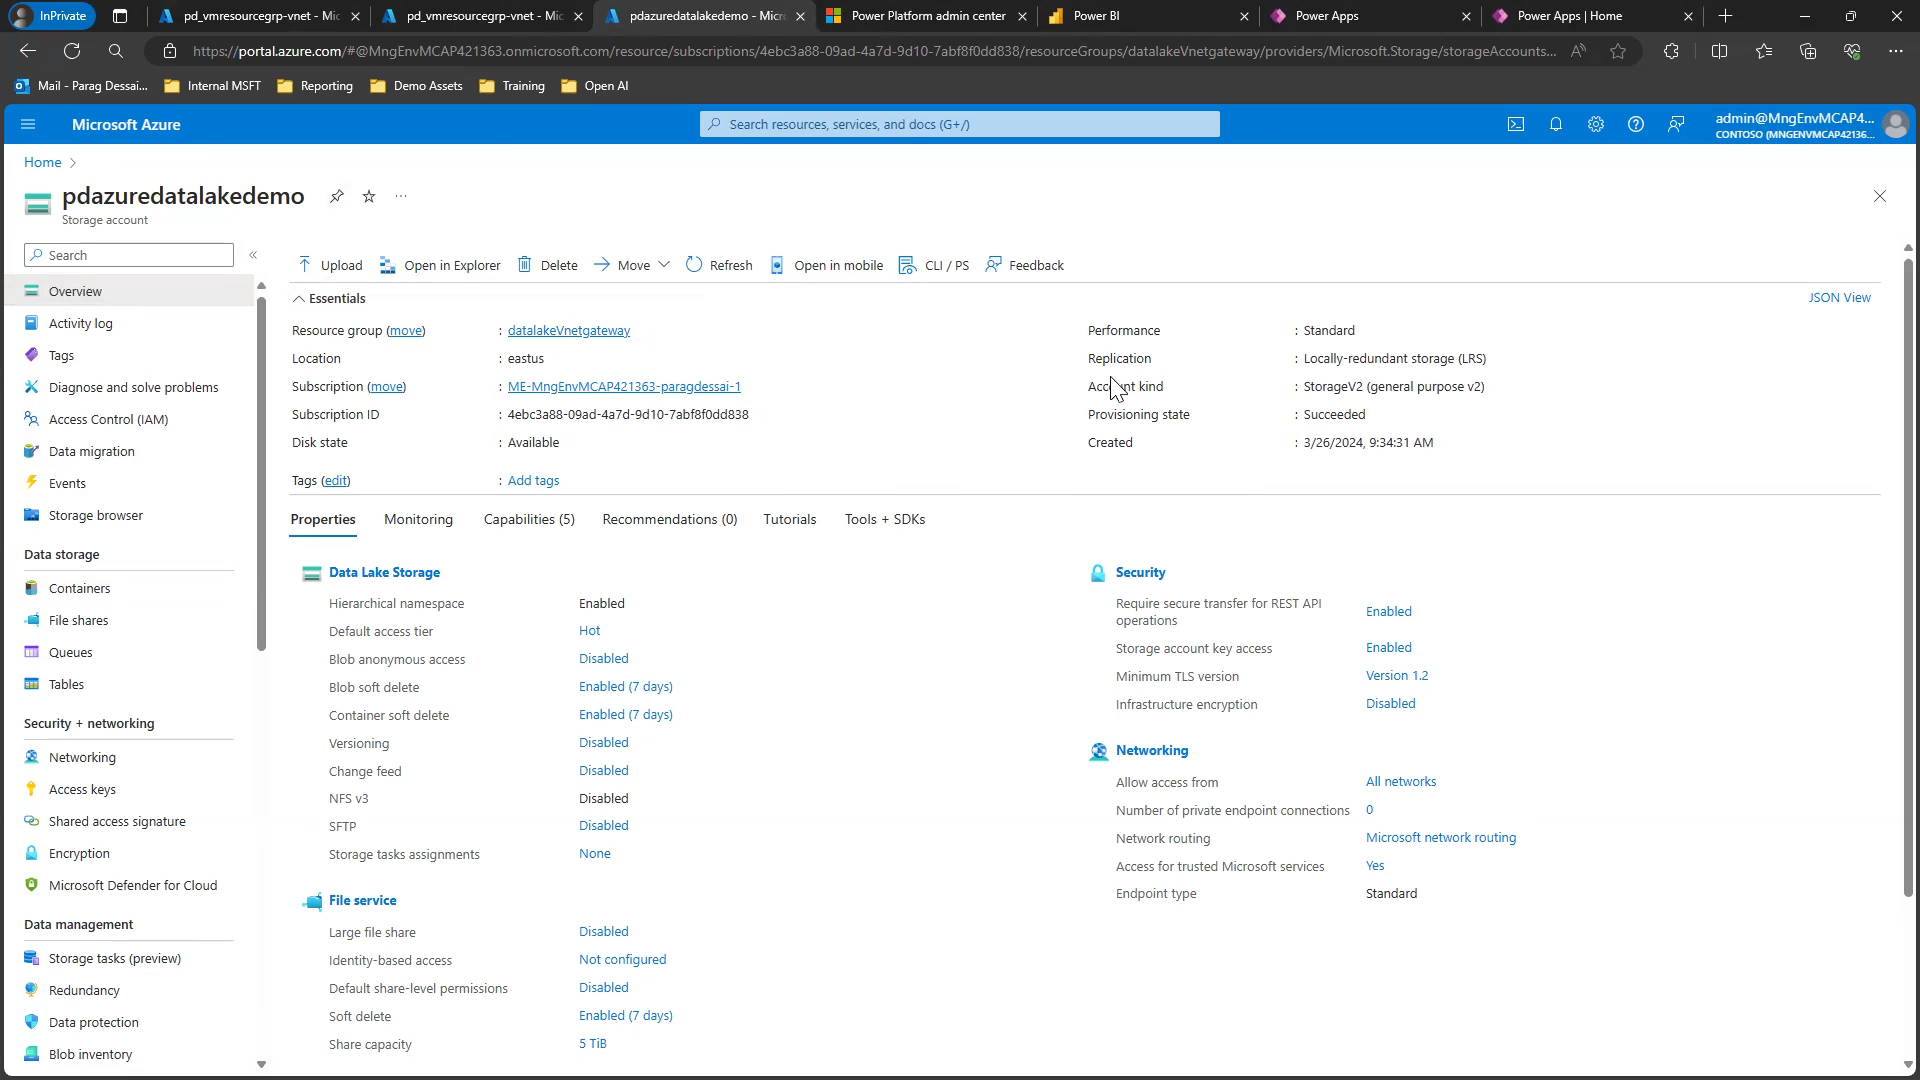 InPrivate
pd_vmresourcegrp-vnet - Mic
pd_vmresourcegrp-vnet - Mic
pdazuredatalakedemo - Micr
Power Platform admin center
Power BI
Power Apps
Power Apps | Home
https://portal.azure.com/#@MngEnvMCAP421363.onmicrosoft.com/resource/subscriptions/4ebc3a88-09ad-4a7d-9d10-7abf8f0dd838/resourceGroups/datalakeVnetgateway/providers/Microsoft.Storage/storageAccounts...
Mail - Parag Dessai...
Internal MSFT
Reporting
Demo Assets
Training
Open AI
Microsoft Azure
Search resources, services, and docs (G+/)
admin@MngEnvMCAP4...
CONTOSO (MNGENVMCAP42136...
Home
pdazuredatalakedemo
Storage account
Search
Overview
Activity log
Tags
Diagnose and solve problems
Access Control (IAM)
Data migration
Events
Storage browser
Data storage
Containers
File shares
Queues
Tables
Security + networking
Networking
Access keys
Shared access signature
Encryption
Microsoft Defender for Cloud
Data management
Storage tasks (preview)
Redundancy
Data protection
Blob inventory
Upload
Open in Explorer
Delete
Move
Refresh
Open in mobile
CLI / PS
Feedback
Essentials
JSON View
Resource group (move) : datalakeVnetgateway
Location : eastus
Subscription (move) : ME-MngEnvMCAP421363-paragdessai-1
Subscription ID : 4ebc3a88-09ad-4a7d-9d10-7abf8f0dd838
Disk state : Available
Tags (edit) : Add tags
Performance : Standard
Replication : Locally-redundant storage (LRS)
Account kind : StorageV2 (general purpose v2)
Provisioning state : Succeeded
Created : 3/26/2024, 9:34:31 AM
Properties
Monitoring
Capabilities (5)
Recommendations (0)
Tutorials
Tools + SDKs
Data Lake Storage
Hierarchical namespace Enabled
Default access tier Hot
Blob anonymous access Disabled
Blob soft delete Enabled (7 days)
Container soft delete Enabled (7 days)
Versioning Disabled
Change feed Disabled
NFS v3 Disabled
SFTP Disabled
Storage tasks assignments None
File service
Large file share Disabled
Identity-based access Not configured
Default share-level permissions Disabled
Soft delete Enabled (7 days)
Share capacity 5 TiB
Security
Require secure transfer for REST API
operations Enabled
Storage account key access Enabled
Minimum TLS version Version 1.2
Infrastructure encryption Disabled
Networking
Allow access from All networks
Number of private endpoint connections 0
Network routing Microsoft network routing
Access for trusted Microsoft services Yes
Endpoint type Standard